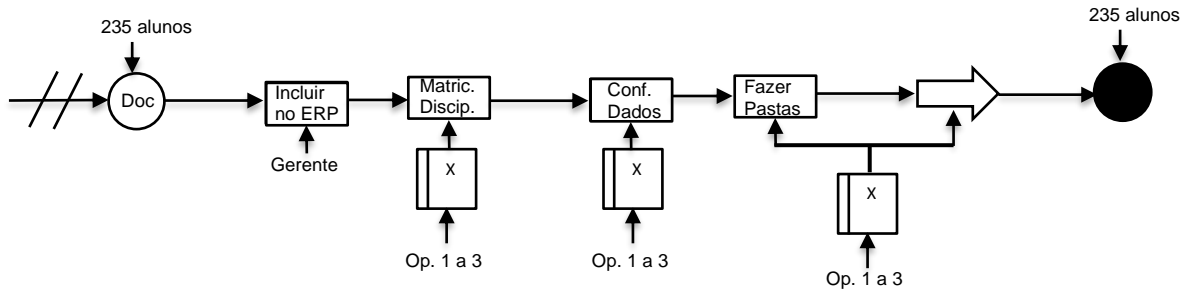 235 alunos
235 alunos
Doc
Incluir
no ERP
Matric.
Discip.
Conf.
Dados
Fazer
Pastas
Gerente
X
X
X
Op. 1 a 3
Op. 1 a 3
Op. 1 a 3